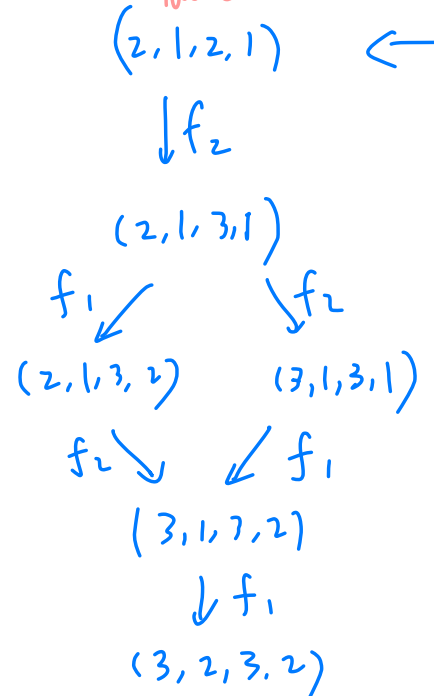 (2,1,2,1) ←
↓ f₂
(2,1,3,1)
f₁ ↙ ↘ f₂
(2,1,3,2) (3,1,3,1)
f₂ ↘ ↙ f₁
(3,1,3,2)
↓ f₁
(3,2,3.2)